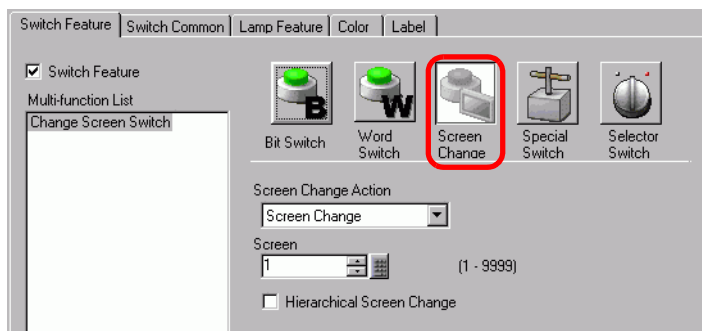 Switch Feature Switch Common Lamp Feature Color Label
Switch Feature
Multi-function List
Change Screen Switch
B
W
Bit Switch
Word Switch
Screen Change
Special Switch
Selector Switch
Screen Change Action
Screen Change
Screen
1
(1 - 9999)
Hierarchical Screen Change